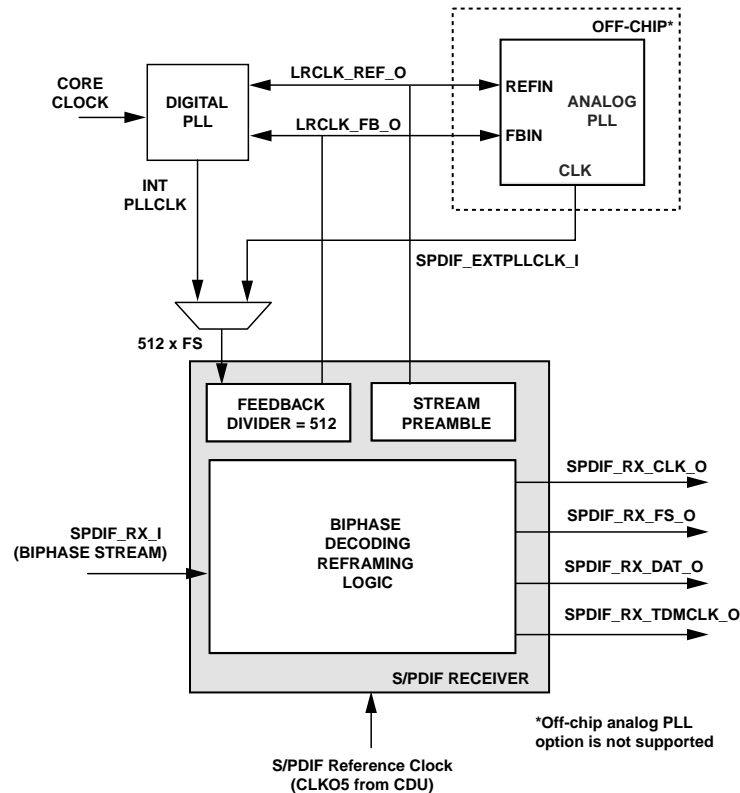 OFF-CHIP*
CORE
CLOCK
DIGITAL
PLL
LRCLK_REF_O
LRCLK_FB_O
REFIN
ANALOG
PLL
FBIN
CLK
INT
PLLCLK
SPDIF_EXTPLLCLK_I
512 x FS
FEEDBACK
DIVIDER = 512
STREAM
PREAMBLE
SPDIF_RX_I
(BIPHASE STREAM)
BIPHASE
DECODING
REFRAMING
LOGIC
SPDIF_RX_CLK_O
SPDIF_RX_FS_O
SPDIF_RX_DAT_O
SPDIF_RX_TDMCLK_O
S/PDIF RECEIVER
*Off-chip analog PLL
option is not supported
S/PDIF Reference Clock
(CLKO5 from CDU)